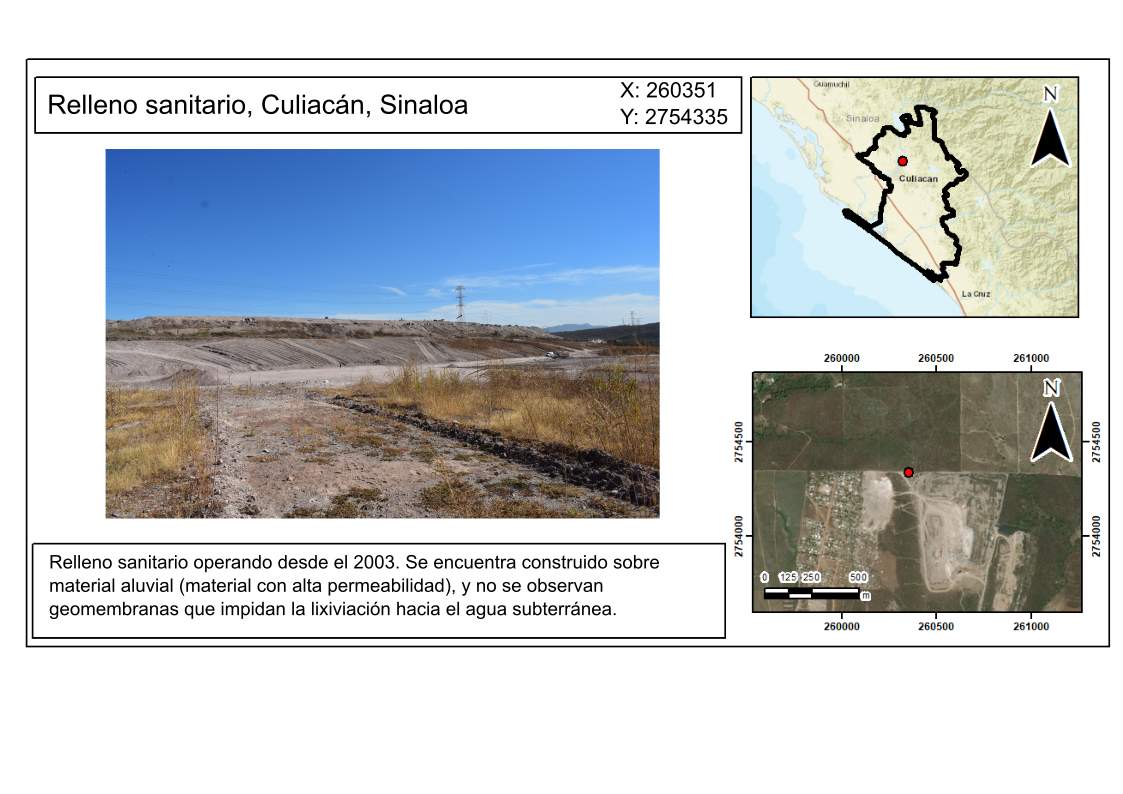 Relleno sanitario, Culiacán, Sinaloa
X: 260351
Y: 2754335
Guamuchil
Sinaloa
Culiacan
La Cruz
N
Relleno sanitario operando desde el 2003. Se encuentra construido sobre
material aluvial (material con alta permeabilidad), y no se observan
geomembranas que impidan la lixiviación hacia el agua subterránea.
260000 260500 261000
N
2754500 2754500
2754000 2754000
0 125 250 500
m
260000 260500 261000